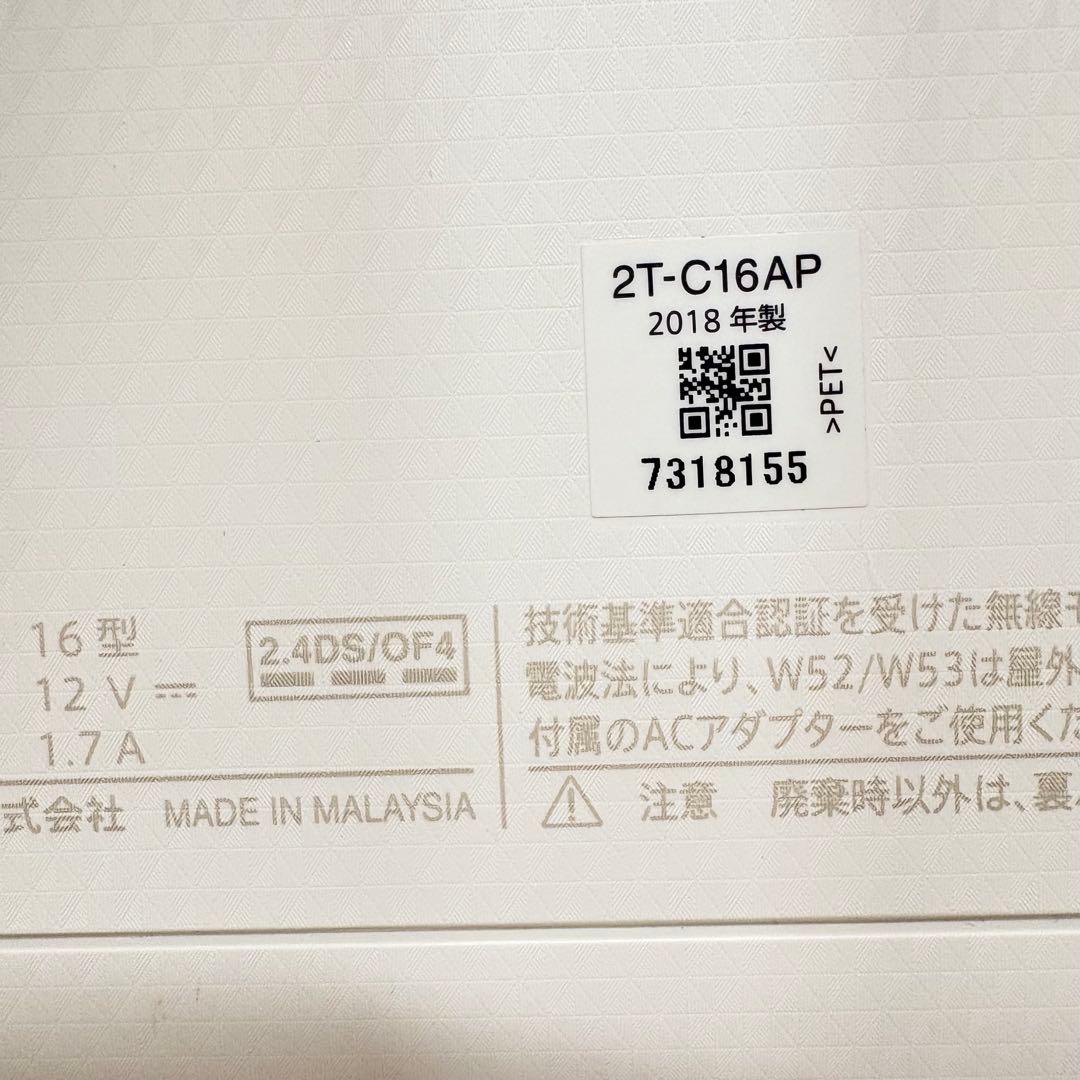 2T-C16AP
2018 年製
>PET<
7318155
16 型
12 V ⎓
1.7 A
2.4DS/OF4
式会社 MADE IN MALAYSIA
技術基準適合認証を受けた無線モ
電波法により、W52/W53は屋外
付属のACアダプターをご使用くだ
⚠ 注意 廃棄時以外は、裏